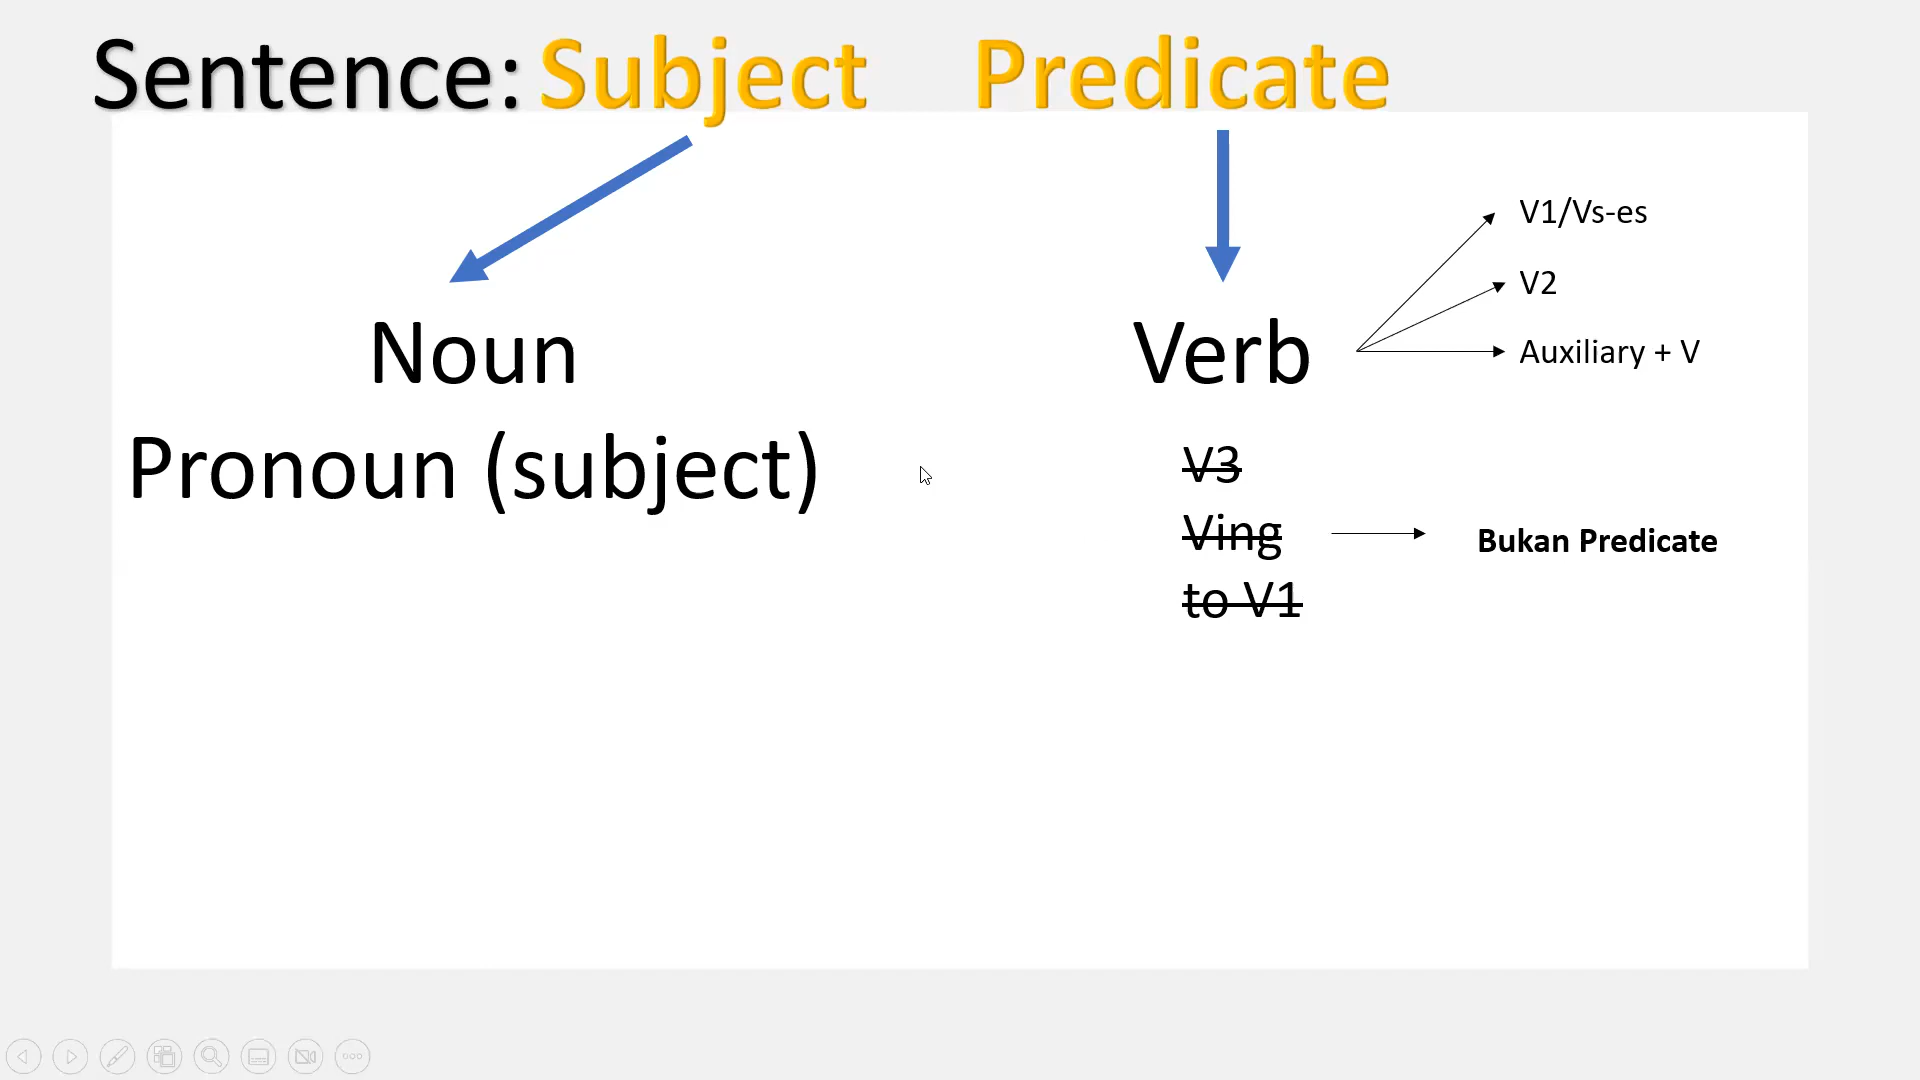 Sentence: Subject Predicate
Noun
Pronoun (subject)
Verb
V1/Vs-es
V2
Auxiliary + V
V3
Ving
to V1
Bukan Predicate